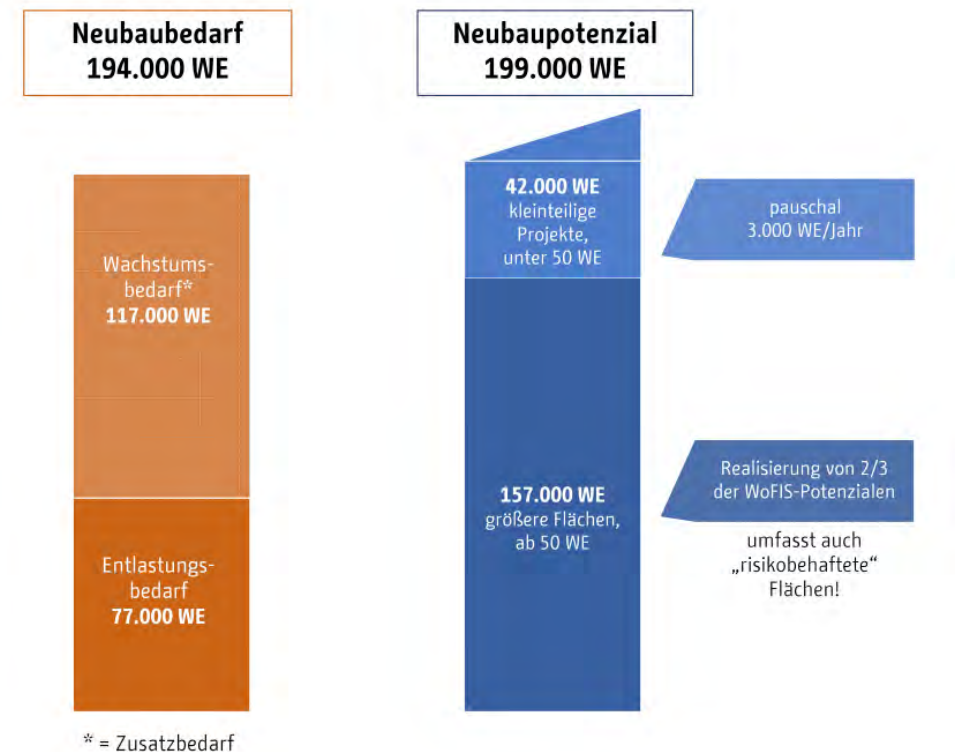 Neubaubedarf
194.000 WE
Neubaupotenzial
199.000 WE
Wachstums-
bedarf*
117.000 WE
Entlastungs-
bedarf
77.000 WE
* = Zusatzbedarf
42.000 WE
kleinteilige
Projekte,
unter 50 WE
pauschal
3.000 WE/Jahr
157.000 WE
größere Flächen,
ab 50 WE
Realisierung von 2/3
der WoFIS-Potenzialen
umfasst auch
„risikobehaftete“
Flächen!